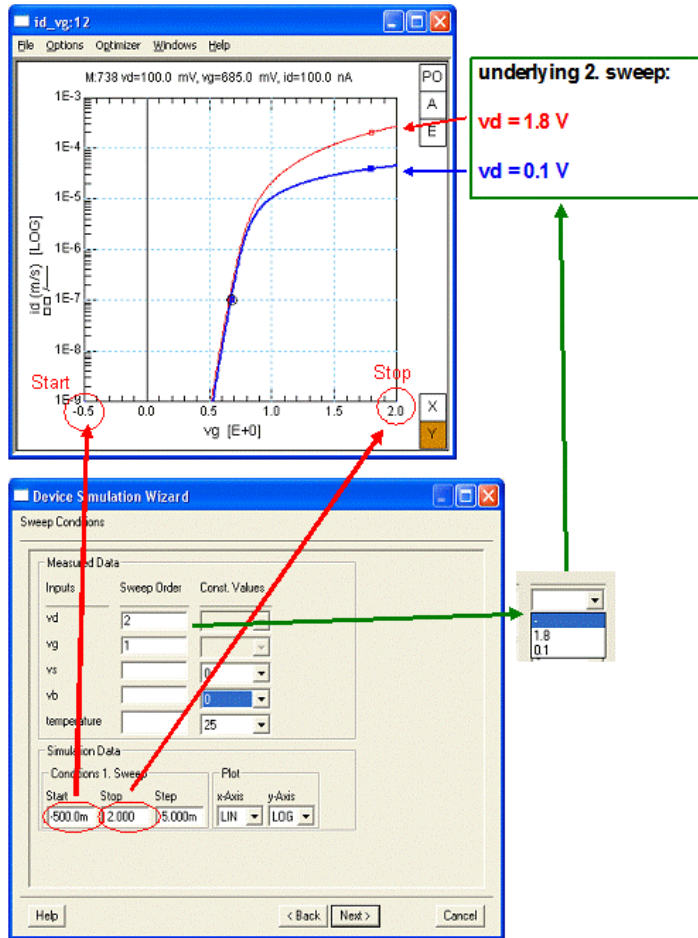 id_vg:12
File Options Optimizer Windows Help
M:738 vd=100.0 mV, vg=685.0 mV, id=100.0 nA
PO
A
E
1E-3
1E-4
1E-5
1E-6
1E-7
1E-8
1E-9
id (m/s) [LOG]
Start
Stop
-0.5 0.0 0.5 1.0 1.5 2.0
vg [E+0]
X
Y
underlying 2. sweep:
vd = 1.8 V
vd = 0.1 V
Device Simulation Wizard
Sweep Conditions
Measured Data
Inputs Sweep Order Const. Values
vd 2
vg 1
vs 0
vb 0
temperature 25
-
1.8
0.1
Simulation Data
Conditions 1. Sweep Plot
Start Stop Step x-Axis y-Axis
-500.0m 2.000 5.000m LIN LOG
Help < Back Next > Cancel